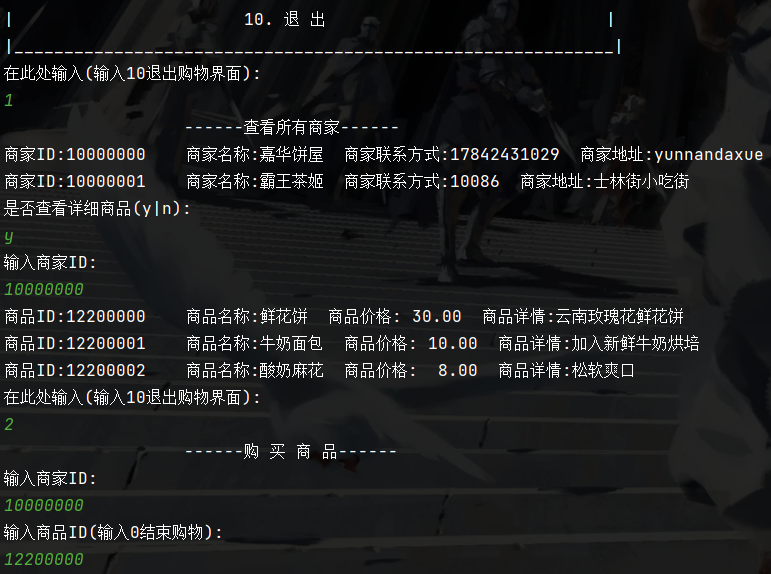 |                       10. 退 出                            |
|____________________________________________________________|
在此处输入(输入10退出购物界面):
1
------查看所有商家------
商家ID:10000000    商家名称:嘉华饼屋  商家联系方式:17842431029  商家地址:yunnandaxue
商家ID:10000001    商家名称:霸王茶姬  商家联系方式:10086  商家地址:士林街小吃街
是否查看详细商品(y|n):
y
输入商家ID:
10000000
商品ID:12200000    商品名称:鲜花饼  商品价格: 30.00  商品详情:云南玫瑰花鲜花饼
商品ID:12200001    商品名称:牛奶面包  商品价格: 10.00  商品详情:加入新鲜牛奶烘培
商品ID:12200002    商品名称:酸奶麻花  商品价格:  8.00  商品详情:松软爽口
在此处输入(输入10退出购物界面):
2
------购 买 商 品------
输入商家ID:
10000000
输入商品ID(输入0结束购物):
12200000